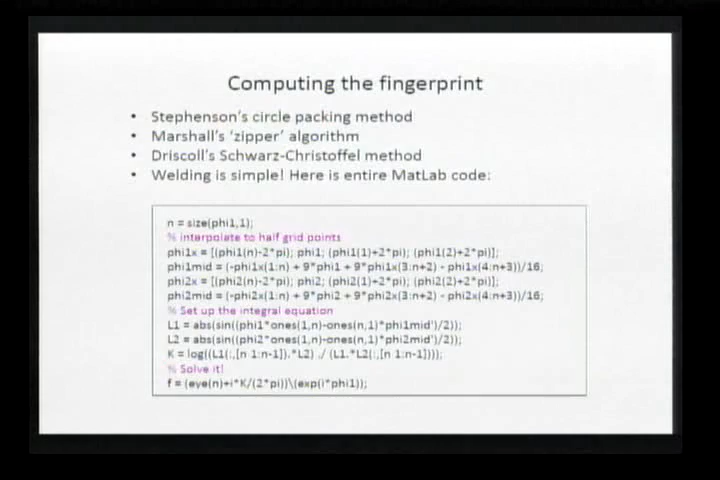 Computing the fingerprint
• Stephenson's circle packing method
• Marshall's 'zipper' algorithm
• Driscoll's Schwarz-Christoffel method
• Welding is simple! Here is entire MatLab code:
n = size(phi1,1);
% interpolate to half grid points
phi1x = [(phi1(n)-2*pi); phi1; (phi1(1)+2*pi); (phi1(2)+2*pi)];
phi1mid = (-phi1x(1:n) + 9*phi1 + 9*phi1x(3:n+2) - phi1x(4:n+3))/16;
phi2x = [(phi2(n)-2*pi); phi2; (phi2(1)+2*pi); (phi2(2)+2*pi)];
phi2mid = (-phi2x(1:n) + 9*phi2 + 9*phi2x(3:n+2) - phi2x(4:n+3))/16;
% Set up the integral equation
L1 = abs(sin((phi1*ones(1,n)-ones(n,1)*phi1mid')/2));
L2 = abs(sin((phi2*ones(1,n)-ones(n,1)*phi2mid')/2));
K = log((L1(:,[n 1:n-1]).*L2) ./ (L1.*L2(:,[n 1:n-1])));
% Solve it!
f = (eye(n)+i*K/(2*pi))\(exp(i*phi1));